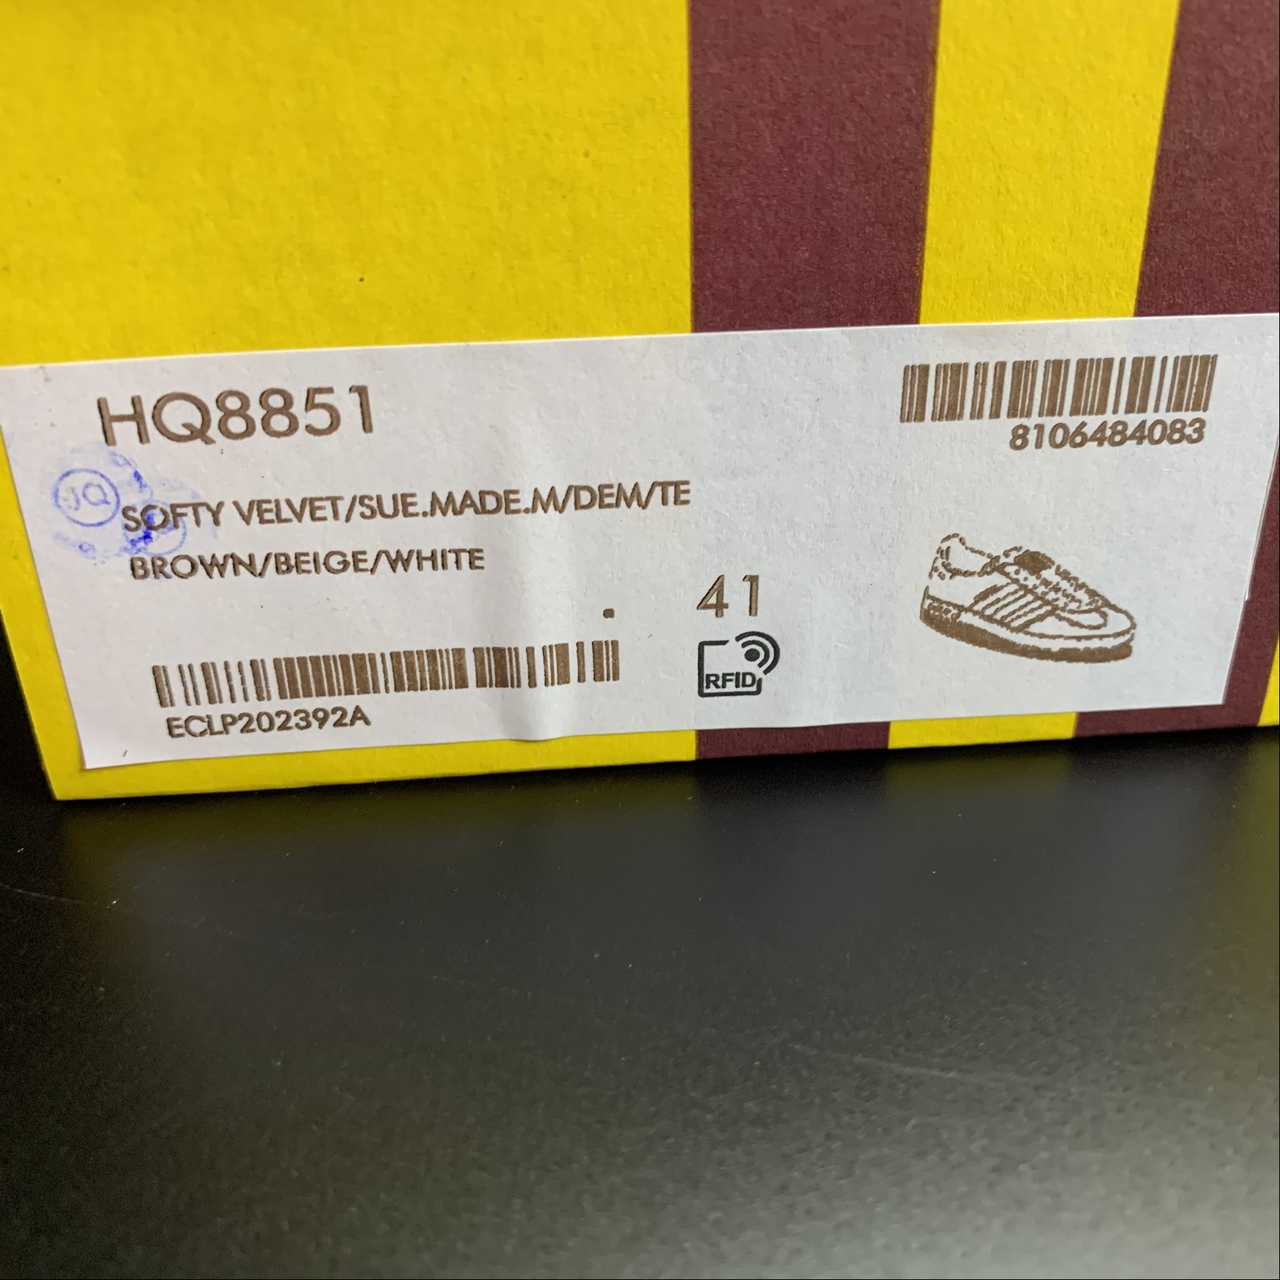 HQ8851
8106484083
JQ
SOFTY VELVET/SUE.MADE.M/DEM/TE
BROWN/BEIGE/WHITE
. 41
RFID
ECLP202392A